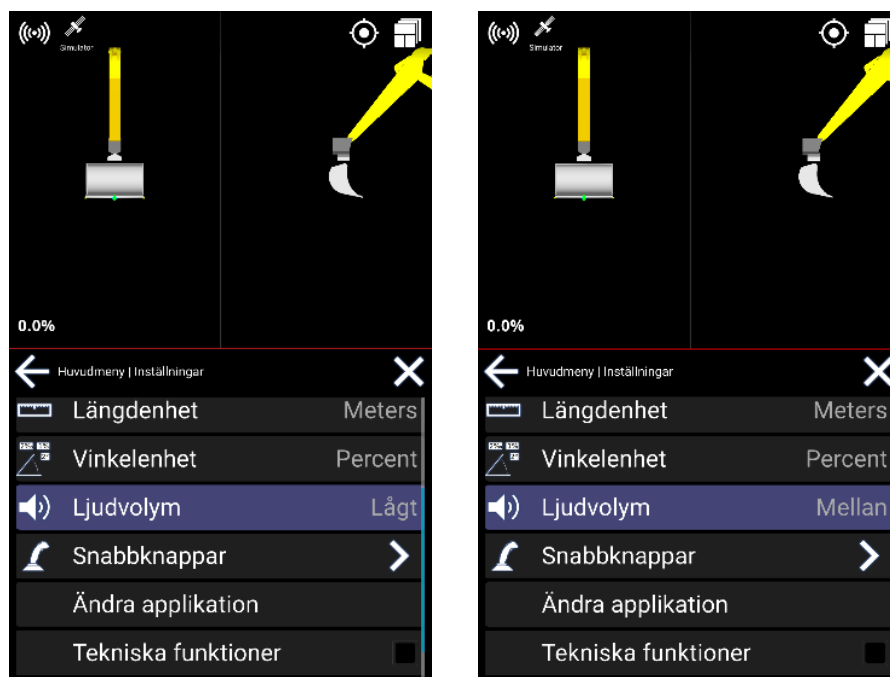 Simulator
0.0%
Huvudmeny | Inställningar
Längdenhet Meters
Vinkelenhet Percent
Ljudvolym Lågt
Snabbknappar
Ändra applikation
Tekniska funktioner
Simulator
0.0%
Huvudmeny | Inställningar
Längdenhet Meters
Vinkelenhet Percent
Ljudvolym Mellan
Snabbknappar
Ändra applikation
Tekniska funktioner